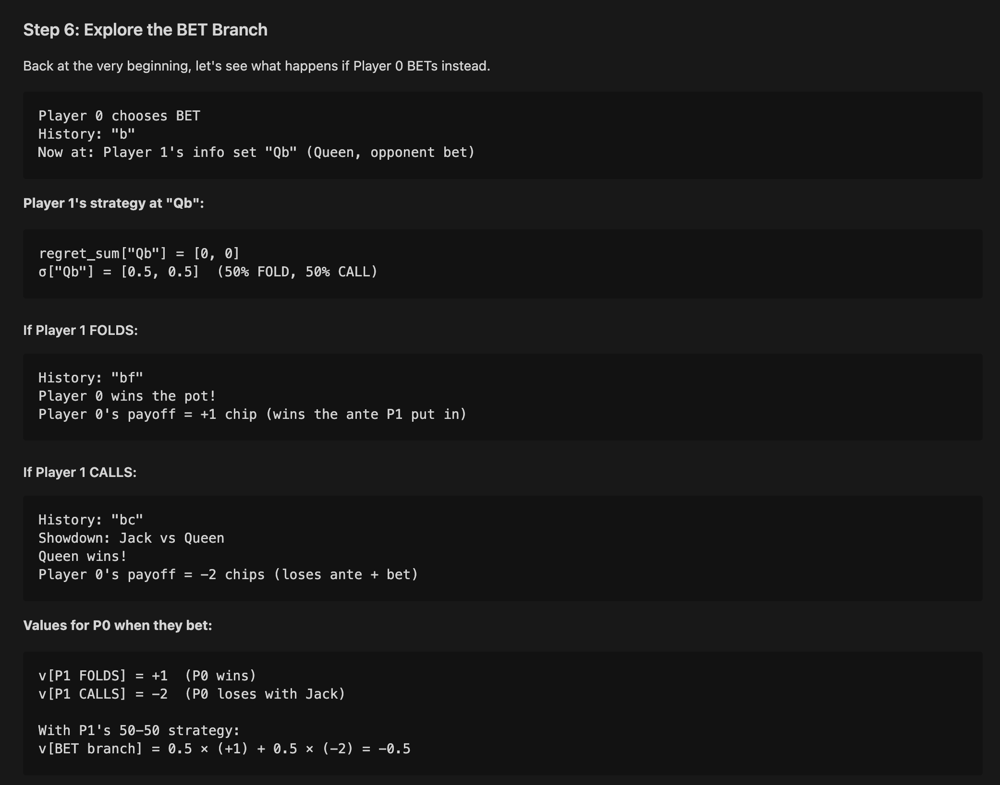 Step 6: Explore the BET Branch
Back at the very beginning, let's see what happens if Player 0 BETs instead.
Player 0 chooses BET
History: "b"
Now at: Player 1's info set "Qb" (Queen, opponent bet)
Player 1's strategy at "Qb":
regret_sum["Qb"] = [0, 0]
σ["Qb"] = [0.5, 0.5]  (50% FOLD, 50% CALL)
If Player 1 FOLDS:
History: "bf"
Player 0 wins the pot!
Player 0's payoff = +1 chip (wins the ante P1 put in)
If Player 1 CALLS:
History: "bc"
Showdown: Jack vs Queen
Queen wins!
Player 0's payoff = −2 chips (loses ante + bet)
Values for P0 when they bet:
v[P1 FOLDS] = +1  (P0 wins)
v[P1 CALLS] = −2  (P0 loses with Jack)
With P1's 50−50 strategy:
v[BET branch] = 0.5 × (+1) + 0.5 × (−2) = −0.5